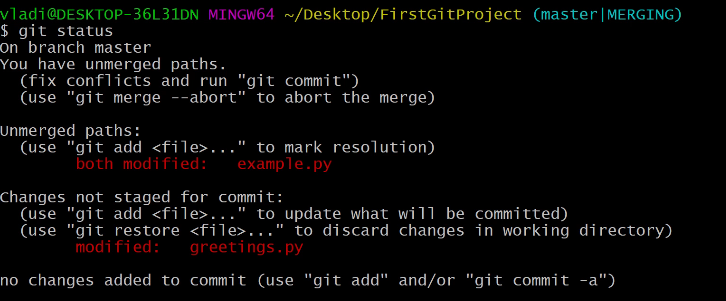 vladi@DESKTOP-36L31DN MINGW64 ~/Desktop/FirstGitProject (master|MERGING)
$ git status
On branch master
You have unmerged paths.
  (fix conflicts and run "git commit")
  (use "git merge --abort" to abort the merge)

Unmerged paths:
  (use "git add <file>..." to mark resolution)
        both modified:   example.py

Changes not staged for commit:
  (use "git add <file>..." to update what will be committed)
  (use "git restore <file>..." to discard changes in working directory)
        modified:   greetings.py

no changes added to commit (use "git add" and/or "git commit -a")